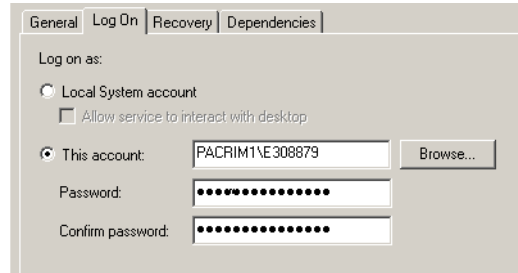 General Log On Recovery Dependencies
Log on as:
Local System account
Allow service to interact with desktop
This account: PACRIM1\E308879 Browse...
Password: •••••••••••••••
Confirm password: •••••••••••••••